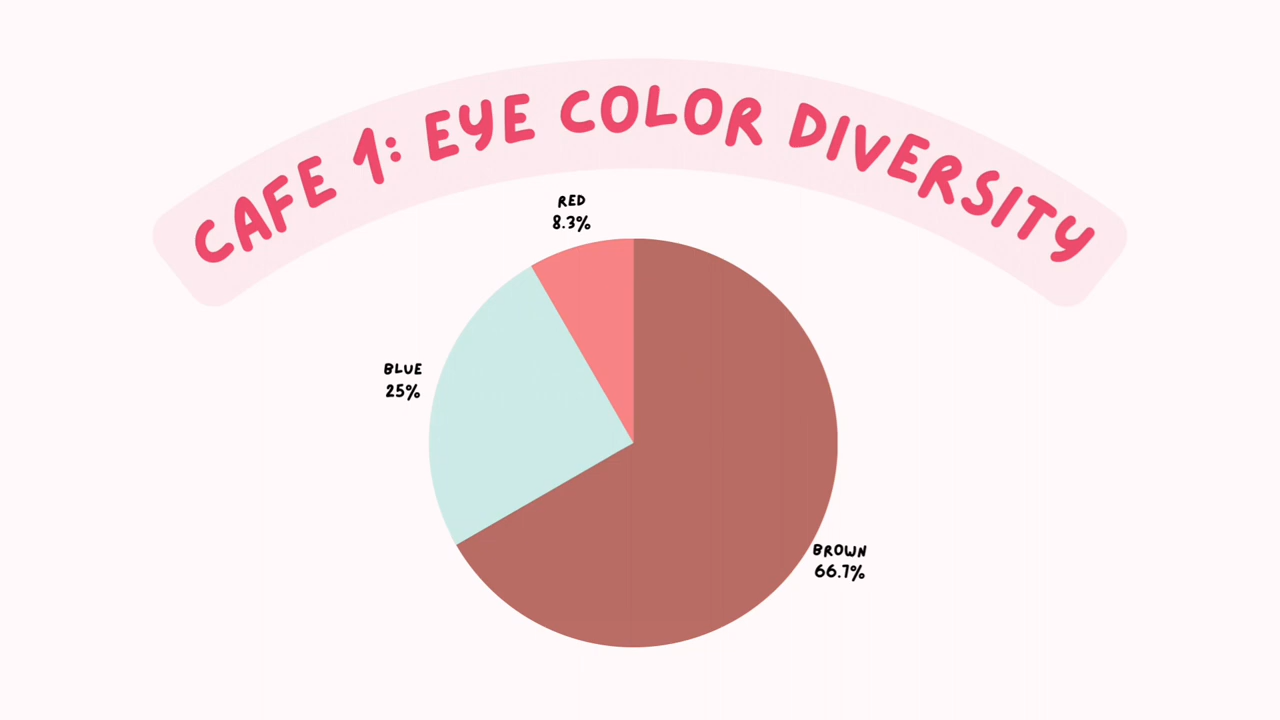 CAFE 1: EYE COLOR DIVERSITY
RED
8.3%
BLUE
25%
BROWN
66.7%